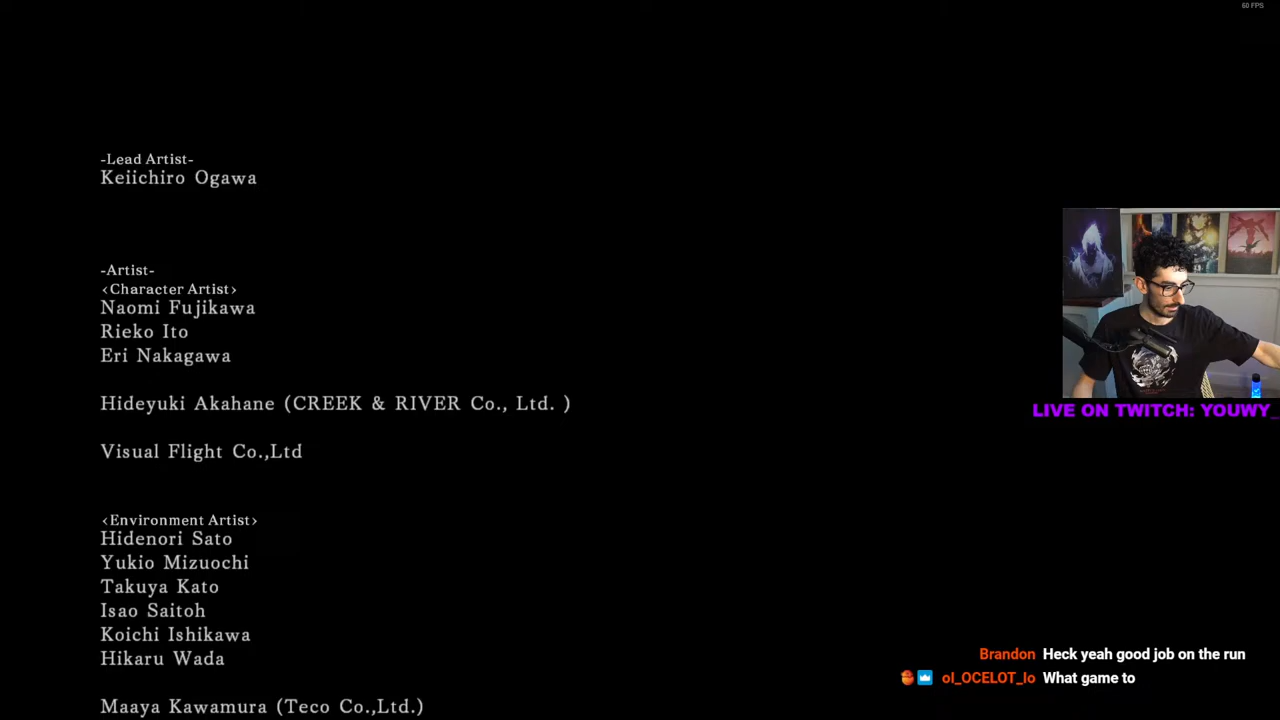 60 FPS
-Lead Artist-
Keiichiro Ogawa
-Artist-
<Character Artist>
Naomi Fujikawa
Rieko Ito
Eri Nakagawa
Hideyuki Akahane (CREEK & RIVER Co., Ltd. )
Visual Flight Co.,Ltd
<Environment Artist>
Hidenori Sato
Yukio Mizuochi
Takuya Kato
Isao Saitoh
Koichi Ishikawa
Hikaru Wada
Maaya Kawamura (Teco Co.,Ltd.)
LIVE ON TWITCH: YOUWY_
Brandon Heck yeah good job on the run
ol_OCELOT_lo What game to